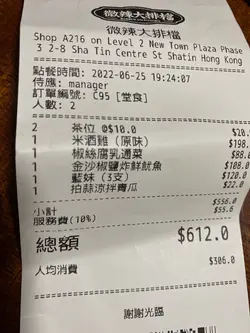 微辣大排檔
微辣大排檔
Shop A216 on Level 2 New Town Plaza Phase
3 2-8 Sha Tin Centre St Shatin Hong Kong
點餐時間: 2022-06-25 19:24:07
侍應: manager
訂單編號: C95 [堂食]
人數: 2
2 茶位 @$10.0 $20.
1 米酒雞 (原味) $198.
1 椒絲腐乳通菜 $88.0
1 金沙椒鹽炸鮮魷魚 $108.0
1 藍妹 (3支) $120.0
1 拍蒜涼拌青瓜 $22.0
小計 $556.0
服務費(10%) $55.6
總額 $612.0
人均消費 $306.0
謝謝光臨